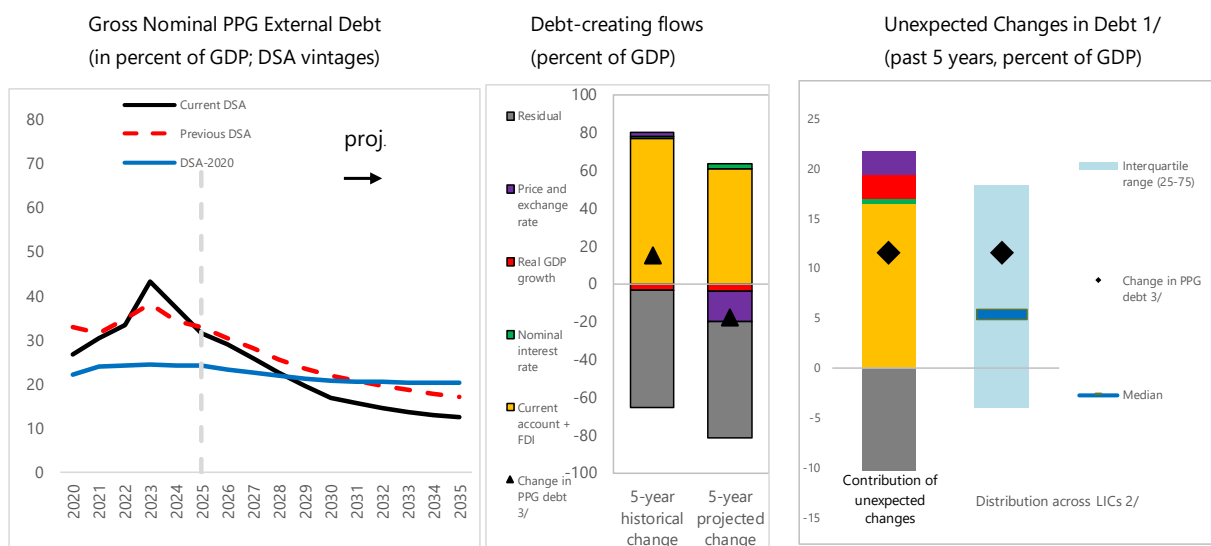 Gross Nominal PPG External Debt
(in percent of GDP; DSA vintages)
Current DSA
Previous DSA
DSA-2020
proj.
80
70
60
50
40
30
20
10
0
2020
2021
2022
2023
2024
2025
2026
2027
2028
2029
2030
2031
2032
2033
2034
2035
Debt-creating flows
(percent of GDP)
Residual
Price and
exchange rate
Real GDP
growth
Nominal
interest
rate
Current
account +
FDI
Change in
PPG debt
3/
100
80
60
40
20
0
-20
-40
-60
-80
-100
5-year
historical
change
5-year
projected
change
Unexpected Changes in Debt 1/
(past 5 years, percent of GDP)
25
20
15
10
5
0
-5
-10
-15
Interquartile
range (25-75)
Change in PPG
debt 3/
Median
Contribution of
unexpected
changes
Distribution across LICs 2/